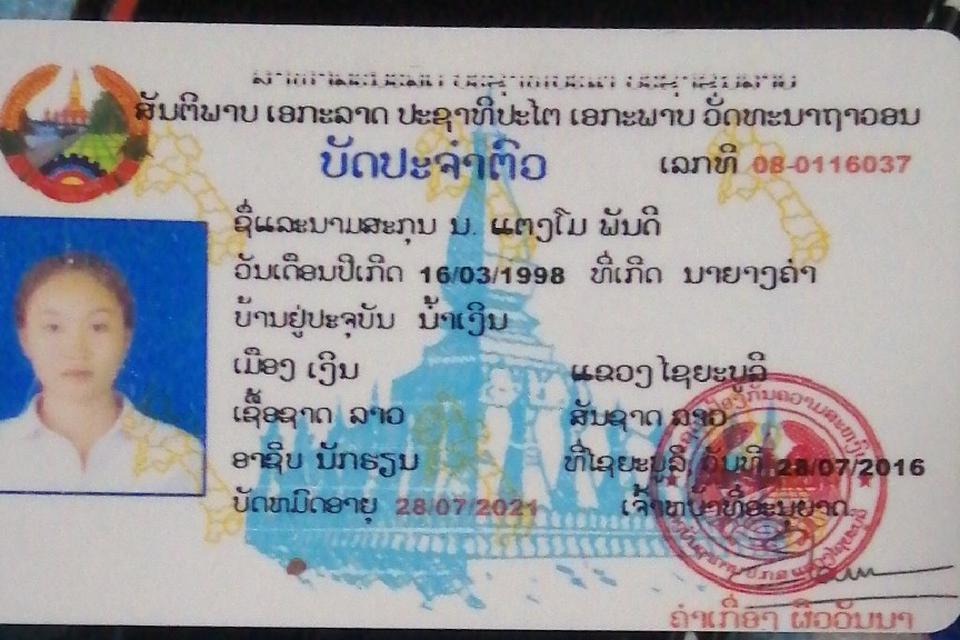 ສັນຕິພາບ ເອກະລາດ ປະຊາທິປະໄຕ ເອກະພາບ ວັດທະນາຖາວອນ
ບັດປະຈຳຕົວ
ເລກທີ 08-0116037
ຊື່ແລະນາມສະກຸນ ນ. ແຕງໂມ ພັນດີ
ວັນເດືອນປີເກີດ 16/03/1998 ທີ່ເກີດ ນາຍາງຄຳ
ບ້ານຢູ່ປະຈຸບັນ ນ້ຳເງິນ
ເມືອງ ເງິນ ແຂວງ ໄຊຍະບູລີ
ເຊື້ອຊາດ ລາວ ສັນຊາດ ລາວ
ອາຊີບ ນັກຮຽນ ທີ່ໄຊຍະບູລີ, ວັນທີ 28/07/2016
ບັດຫມົດອາຍຸ 28/07/2021 ເຈົ້າຫນ້າທີ່ອະນຸຍາດ
ຄຳເກື່ອງ ຜິວວັນນາ